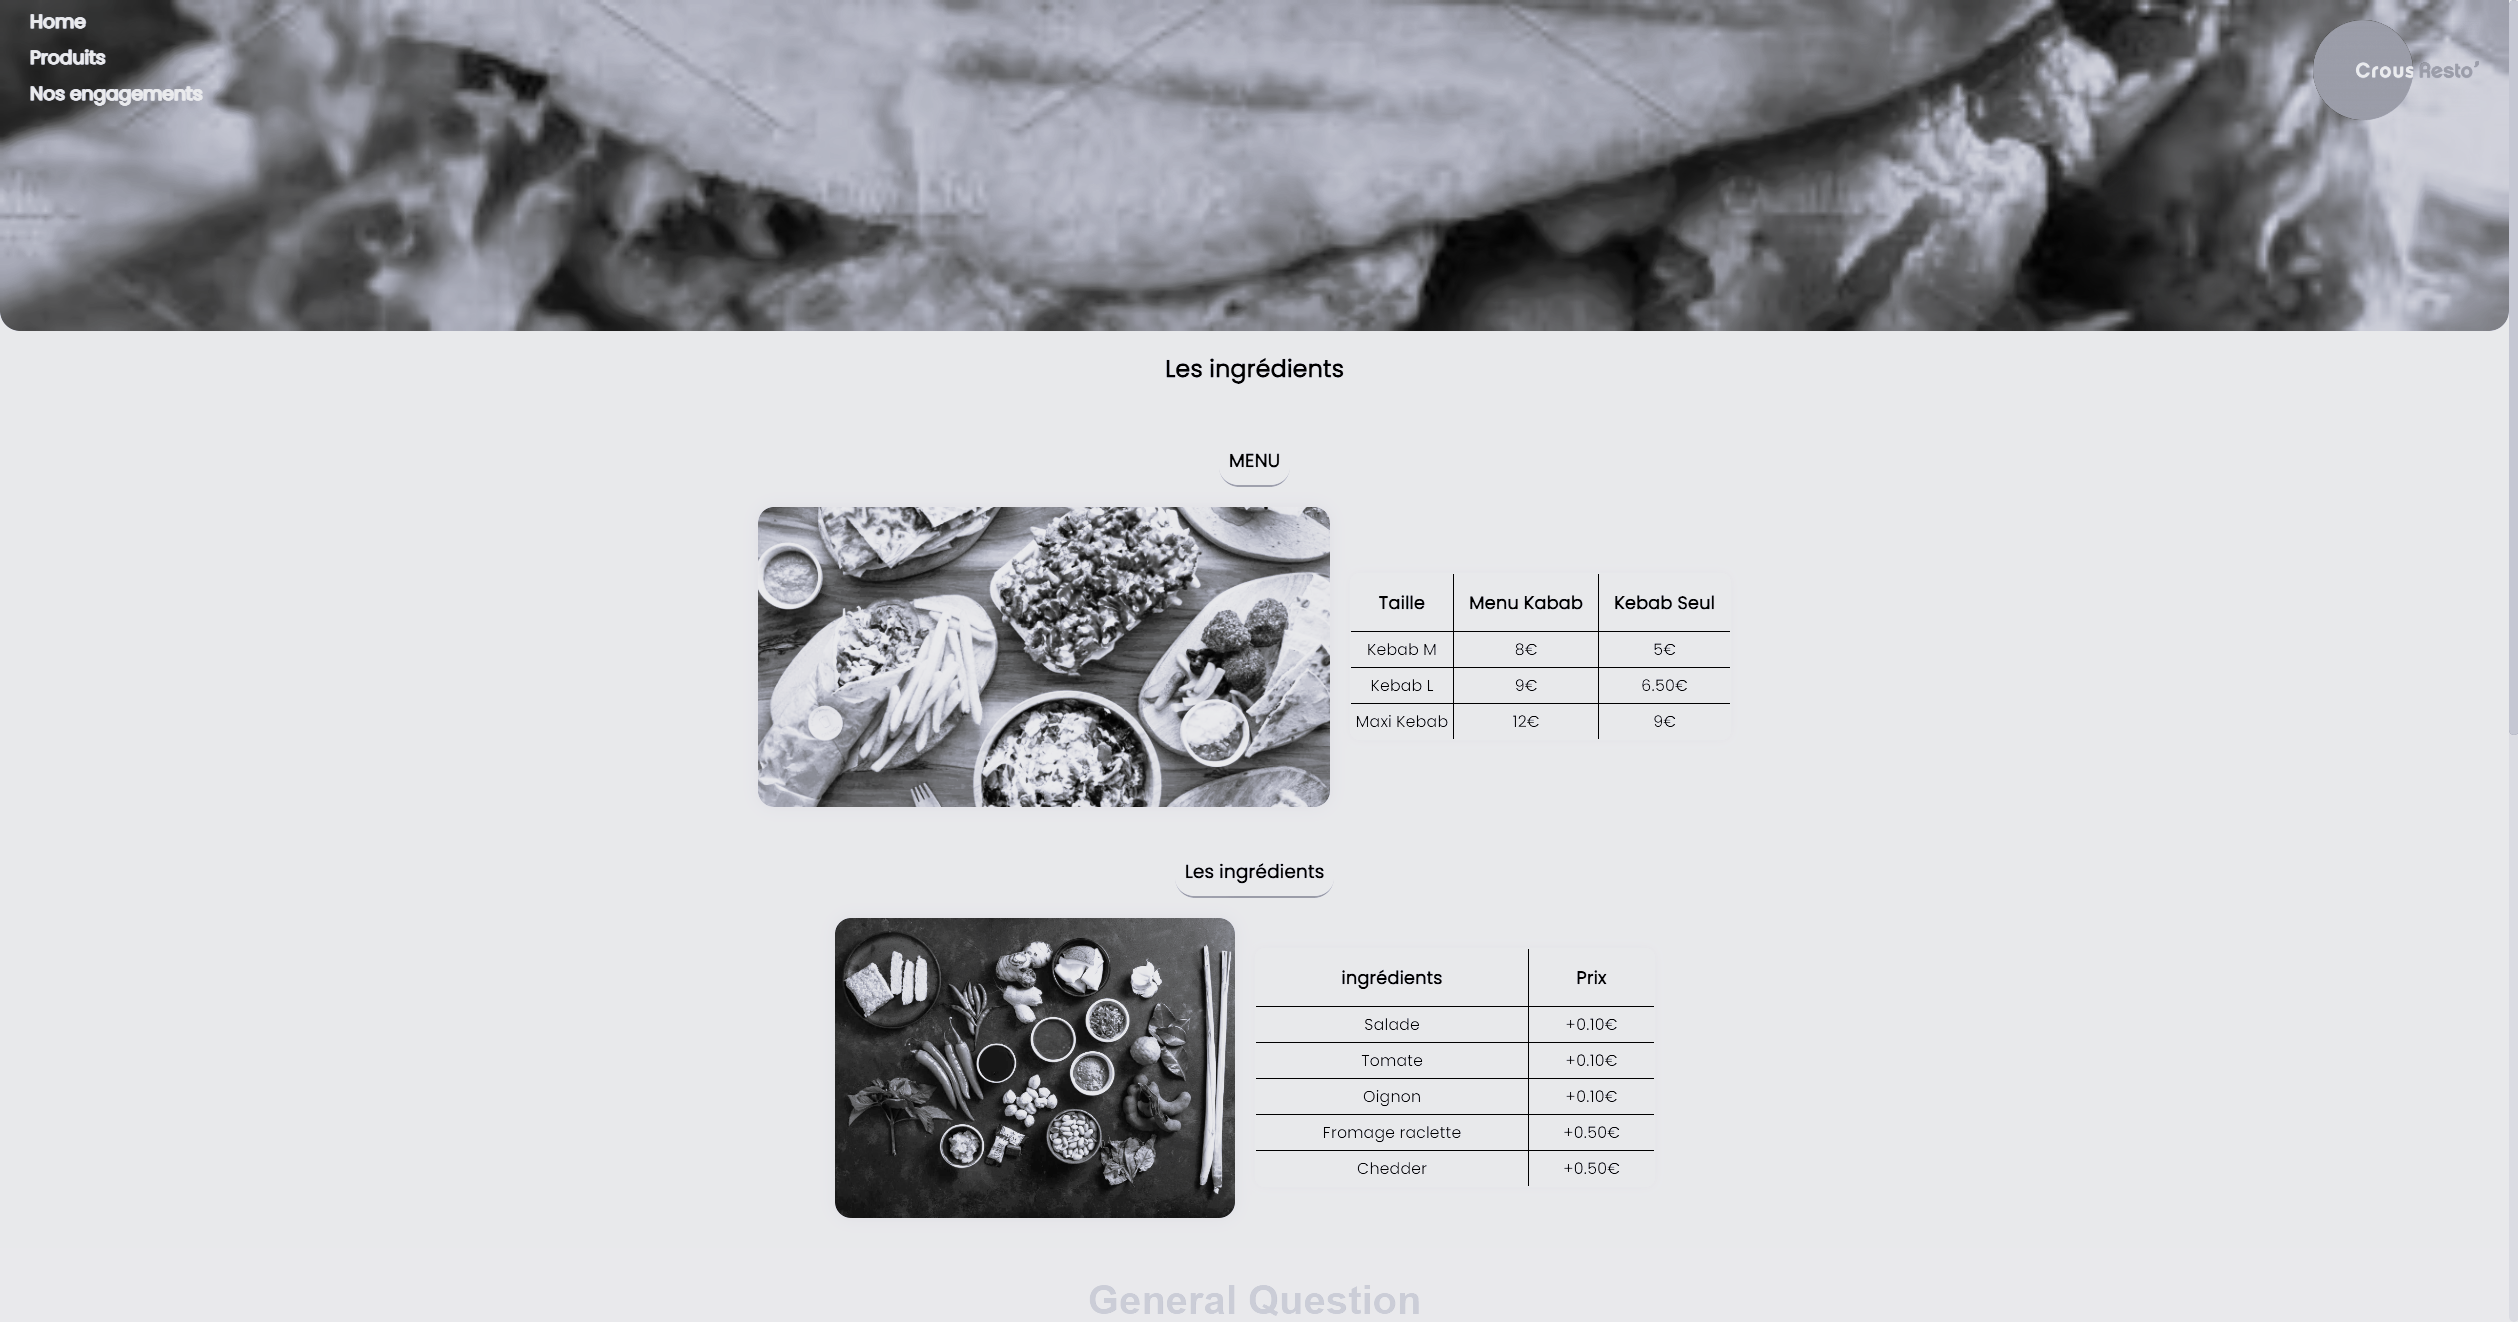 Home
Produits
Nos engagements
Crous Resto'
Les ingrédients
MENU
Taille Menu Kabab Kebab Seul
Kebab M 8€ 5€
Kebab L 9€ 6.50€
Maxi Kebab 12€ 9€
Les ingrédients
ingrédients Prix
Salade +0.10€
Tomate +0.10€
Oignon +0.10€
Fromage raclette +0.50€
Chedder +0.50€
General Question